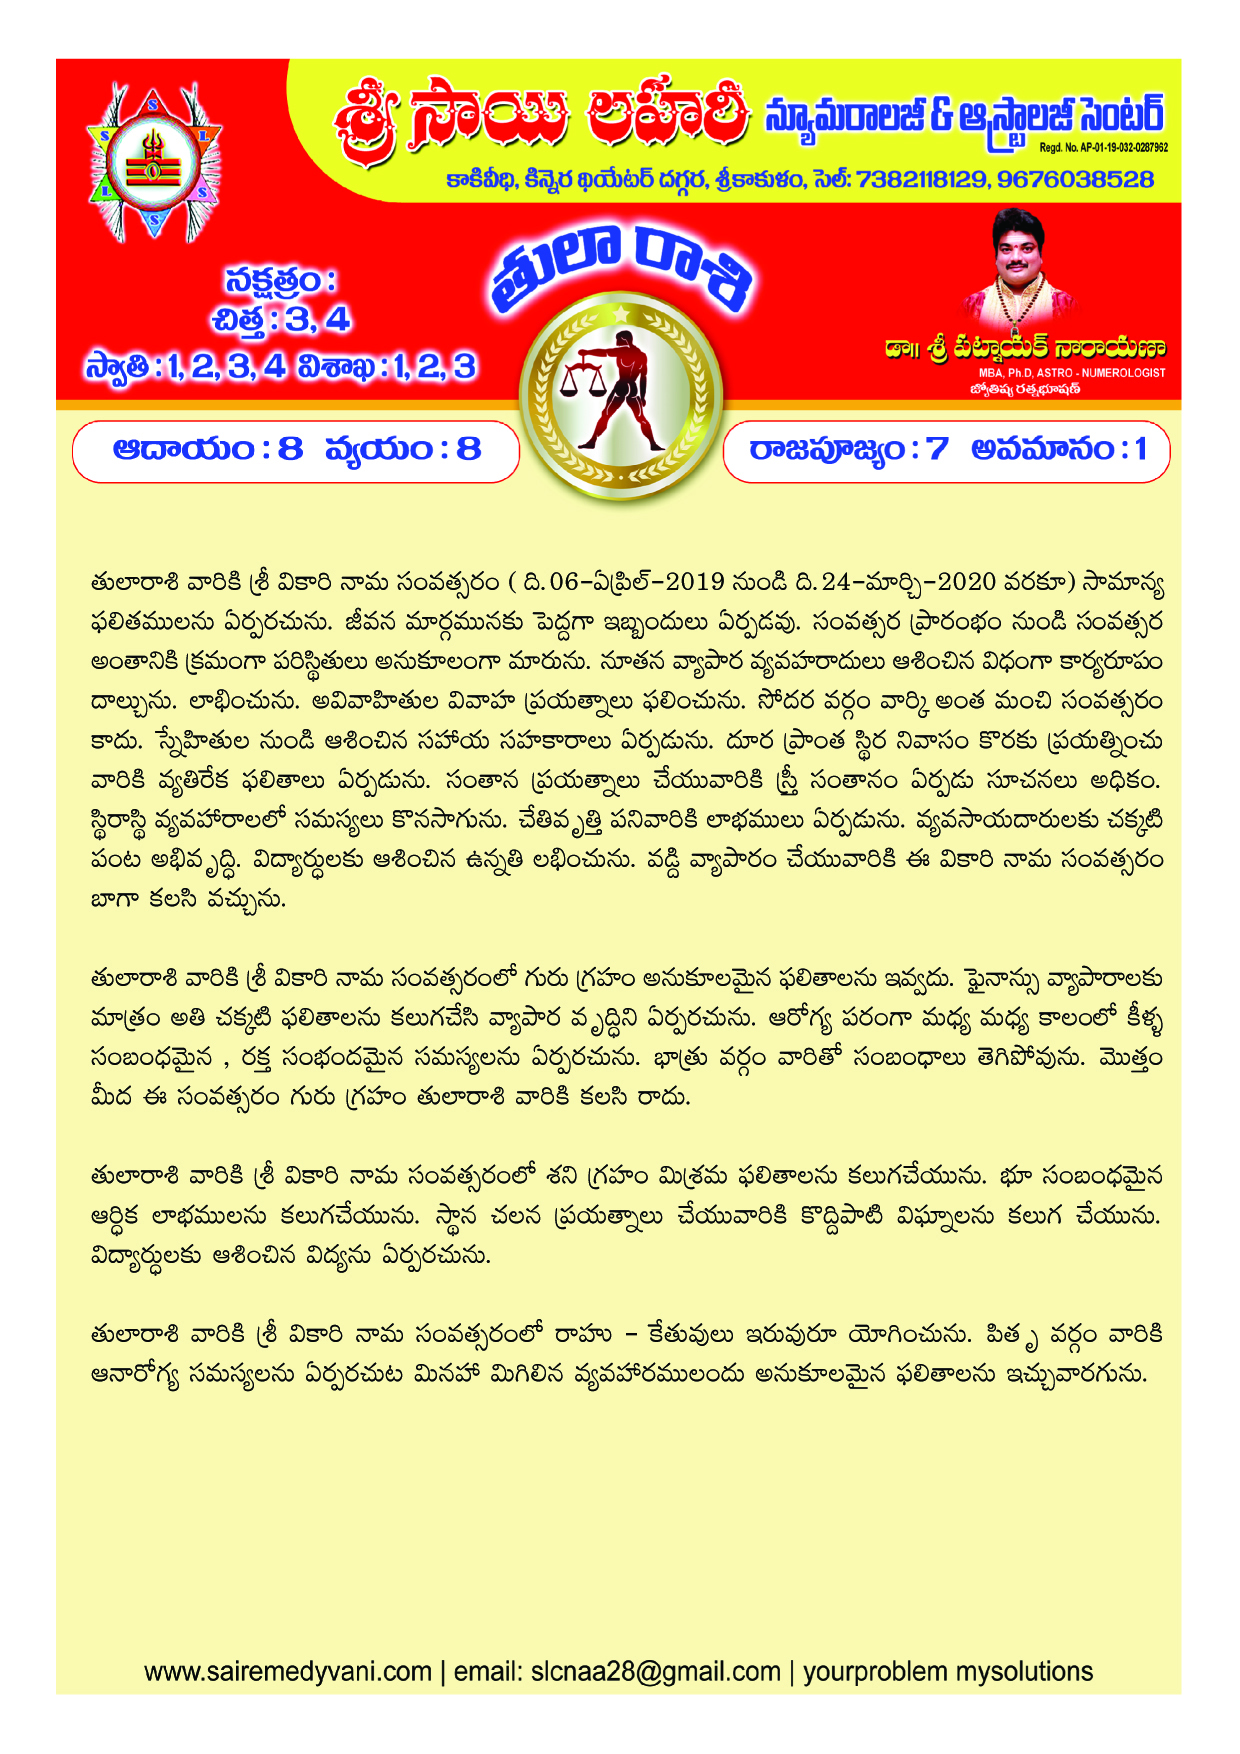 శ్రీ సాయి లహరి న్యూమరాలజీ & ఆస్ట్రాలజీ సెంటర్
Regd. No. AP-01-19-032-0287962
కాకివీధి, కిన్నెర థియేటర్ దగ్గర, శ్రీకాకుళం, సెల్: 7382118129, 9676038528
S
S L
L S
S
తులా రాశి
నక్షత్రం :
చిత్త : 3, 4
స్వాతి : 1, 2, 3, 4 విశాఖ : 1, 2, 3
డా|| శ్రీ పట్నాయక్ నారాయణా
MBA, Ph.D, ASTRO - NUMEROLOGIST
జ్యోతిష్య రత్నభూషణ్
ఆదాయం : 8 వ్యయం : 8
రాజపూజ్యం : 7 అవమానం : 1
తులారాశి వారికి శ్రీ వికారి నామ సంవత్సరం ( ది.06-ఏప్రిల్-2019 నుండి ది.24-మార్చి-2020 వరకూ) సామాన్య
ఫలితములను ఏర్పరచును. జీవన మార్గమునకు పెద్దగా ఇబ్బందులు ఏర్పడవు. సంవత్సర ప్రారంభం నుండి సంవత్సర
అంతానికి క్రమంగా పరిస్థితులు అనుకూలంగా మారును. నూతన వ్యాపార వ్యవహరాదులు ఆశించిన విధంగా కార్యరూపం
దాల్చును. లాభించును. అవివాహితుల వివాహ ప్రయత్నాలు ఫలించును. సోదర వర్గం వార్కి అంత మంచి సంవత్సరం
కాదు. స్నేహితుల నుండి ఆశించిన సహాయ సహకారాలు ఏర్పడును. దూర ప్రాంత స్థిర నివాసం కొరకు ప్రయత్నించు
వారికి వ్యతిరేక ఫలితాలు ఏర్పడును. సంతాన ప్రయత్నాలు చేయువారికి స్త్రీ సంతానం ఏర్పడు సూచనలు అధికం.
స్థిరాస్థి వ్యవహారాలలో సమస్యలు కొనసాగును. చేతివృత్తి పనివారికి లాభములు ఏర్పడును. వ్యవసాయదారులకు చక్కటి
పంట అభివృద్ధి. విద్యార్ధులకు ఆశించిన ఉన్నతి లభించును. వడ్డి వ్యాపారం చేయువారికి ఈ వికారి నామ సంవత్సరం
బాగా కలసి వచ్చును.
తులారాశి వారికి శ్రీ వికారి నామ సంవత్సరంలో గురు గ్రహం అనుకూలమైన ఫలితాలను ఇవ్వదు. ఫైనాన్సు వ్యాపారాలకు
మాత్రం అతి చక్కటి ఫలితాలను కలుగచేసి వ్యాపార వృద్ధిని ఏర్పరచును. ఆరోగ్య పరంగా మధ్య మధ్య కాలంలో కీళ్ళ
సంబంధమైన , రక్త సంభందమైన సమస్యలను ఏర్పరచును. భాత్రు వర్గం వారితో సంబంధాలు తెగిపోవును. మొత్తం
మీద ఈ సంవత్సరం గురు గ్రహం తులారాశి వారికి కలసి రాదు.
తులారాశి వారికి శ్రీ వికారి నామ సంవత్సరంలో శని గ్రహం మిశ్రమ ఫలితాలను కలుగచేయును. భూ సంబంధమైన
ఆర్ధిక లాభములను కలుగచేయును. స్థాన చలన ప్రయత్నాలు చేయువారికి కొద్దిపాటి విఘ్నాలను కలుగ చేయును.
విద్యార్ధులకు ఆశించిన విద్యను ఏర్పరచును.
తులారాశి వారికి శ్రీ వికారి నామ సంవత్సరంలో రాహు - కేతువులు ఇరువురూ యోగించును. పితృ వర్గం వారికి
ఆనారోగ్య సమస్యలను ఏర్పరచుట మినహా మిగిలిన వ్యవహారములందు అనుకూలమైన ఫలితాలను ఇచ్చువారగును.
www.sairemedyvani.com | email: slcnaa28@gmail.com | yourproblem mysolutions